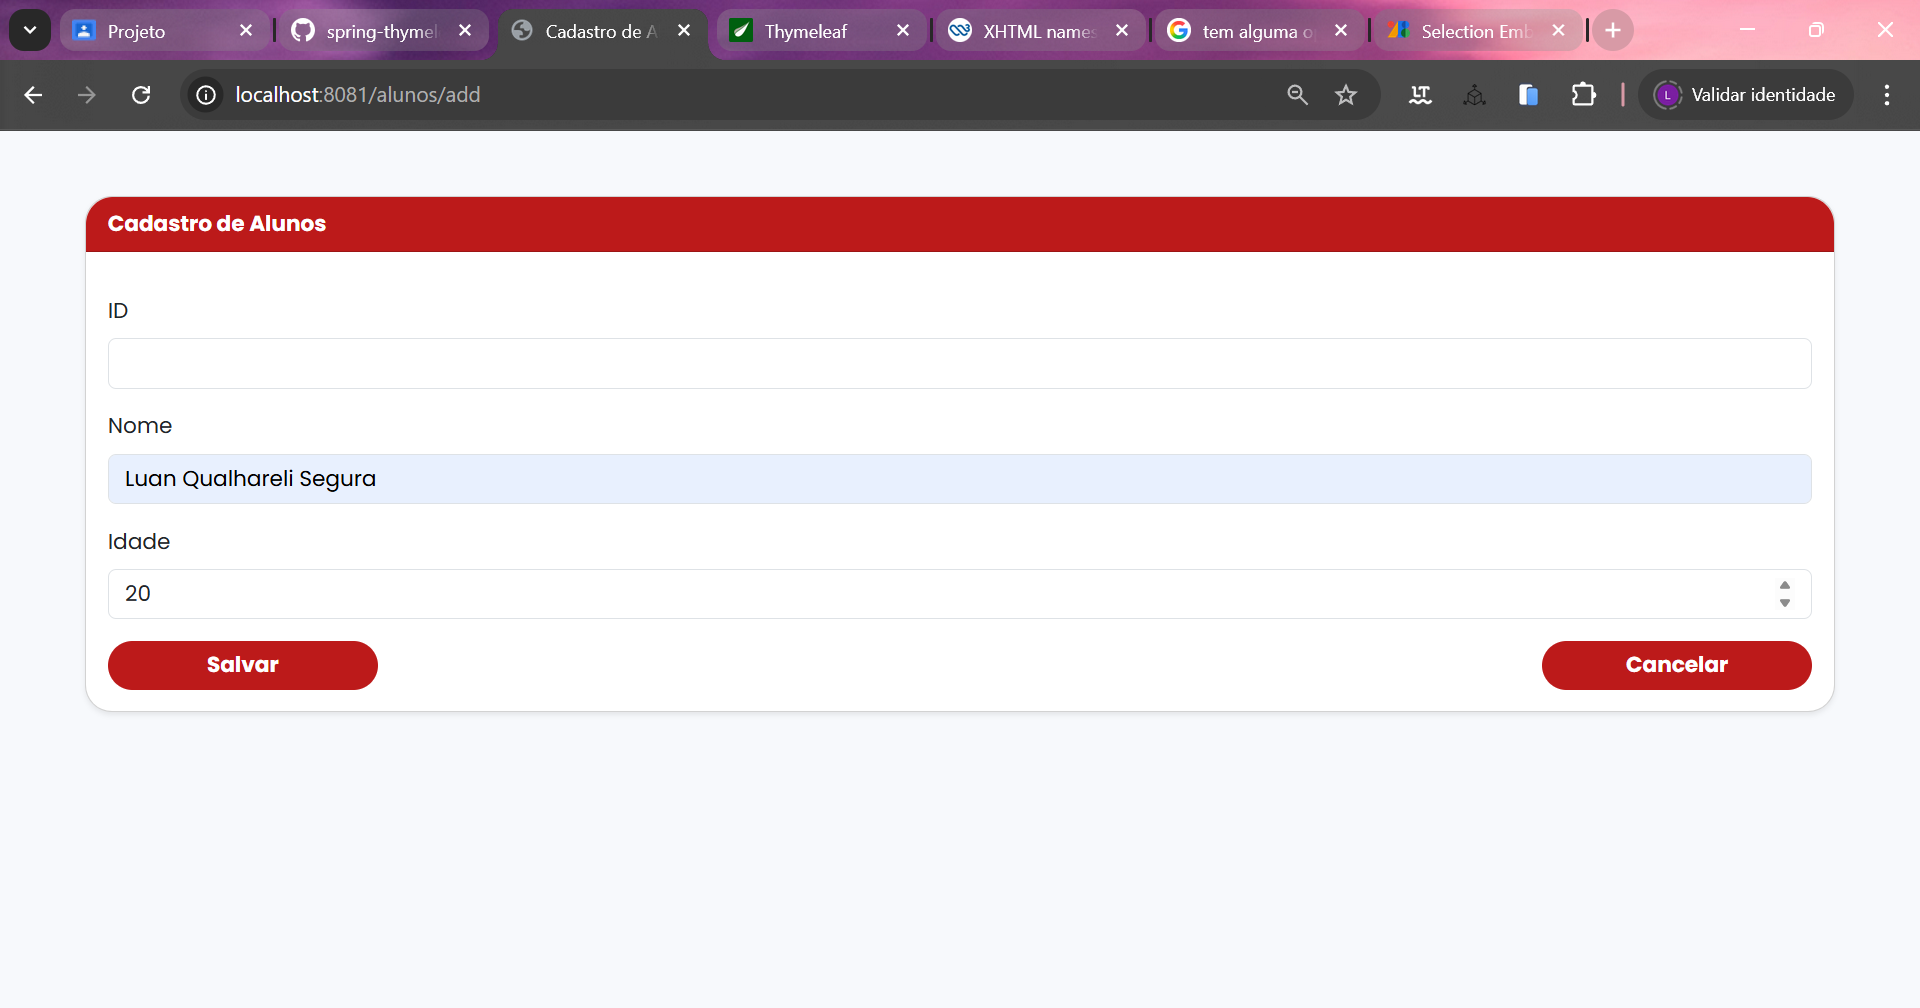 Projeto
spring-thymel
Cadastro de A
Thymeleaf
XHTML names
tem alguma o
Selection Emb
localhost:8081/alunos/add
LT
L
Validar identidade
Cadastro de Alunos
ID
Nome
Luan Qualhareli Segura
Idade
20
Salvar
Cancelar